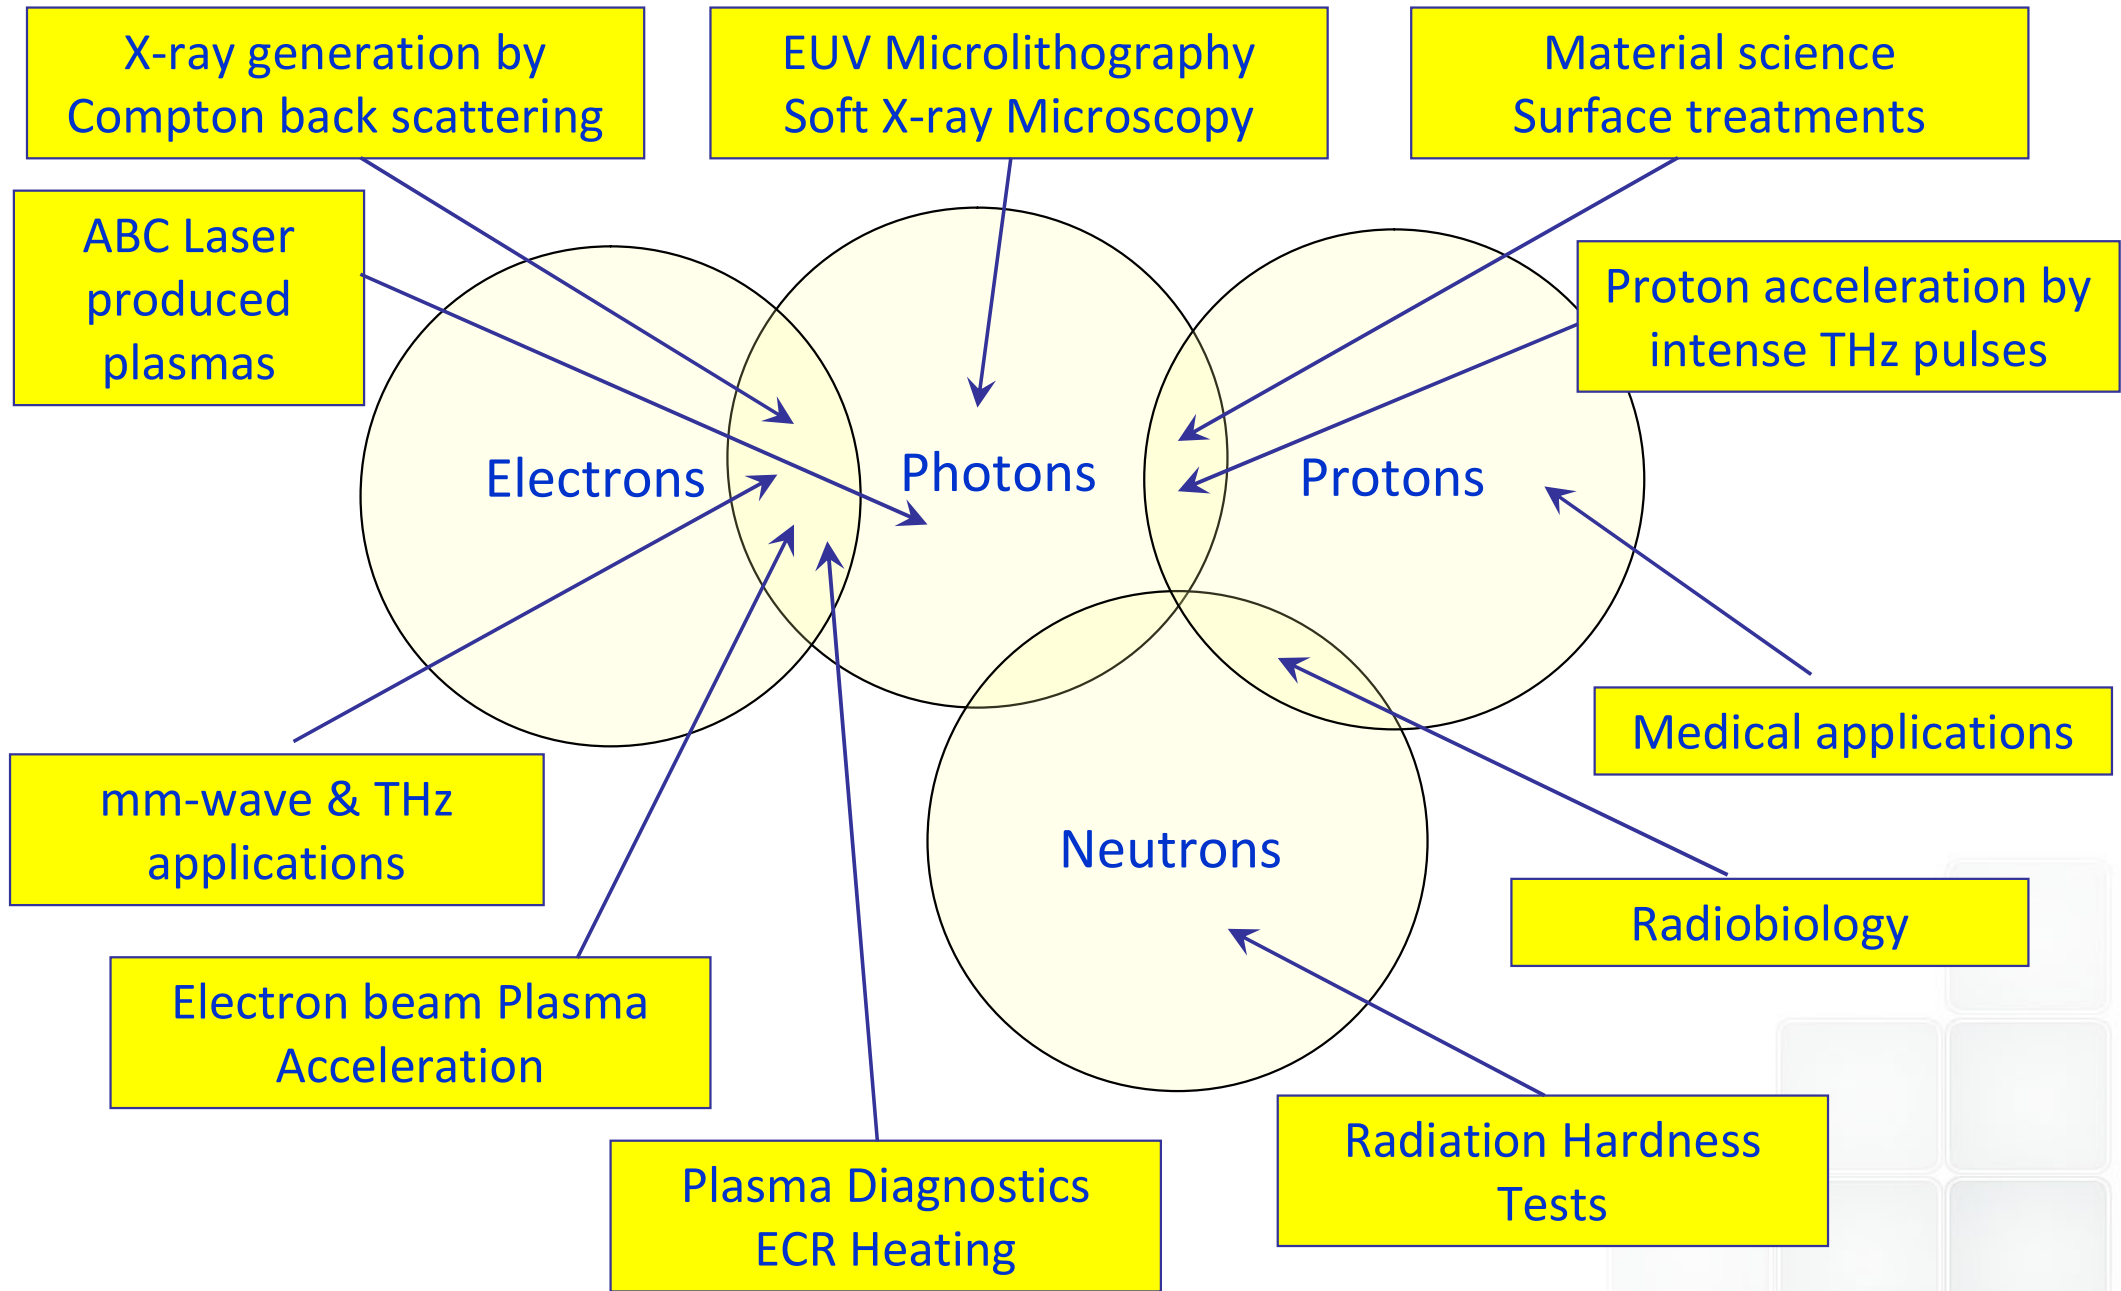 X-ray generation by
Compton back scattering
EUV Microlithography
Soft X-ray Microscopy
Material science
Surface treatments
ABC Laser
produced
plasmas
Proton acceleration by
intense THz pulses
Electrons
Photons
Protons
Medical applications
mm-wave & THz
applications
Neutrons
Radiobiology
Electron beam Plasma
Acceleration
Radiation Hardness
Tests
Plasma Diagnostics
ECR Heating